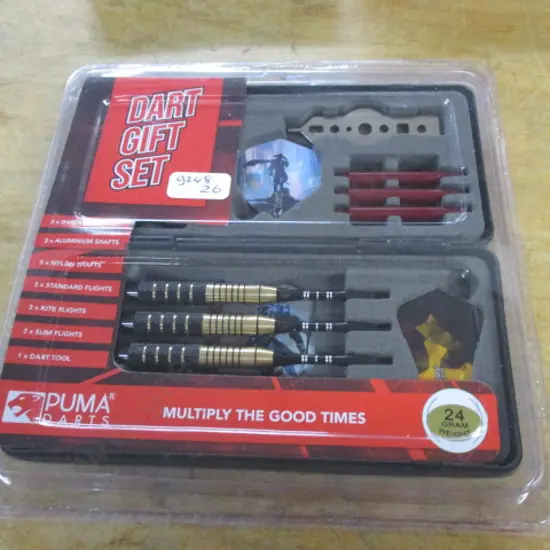 DART
GIFT
SET
9248
26
3 x ALUMINIUM SHAFTS
3 x NYLON SHAFTS
3 x STANDARD FLIGHTS
3 x KITE FLIGHTS
3 x SLIM FLIGHTS
1 x DART TOOL
PUMA R
DARTS
MULTIPLY THE GOOD TIMES
24
GRAM
WEIGHT